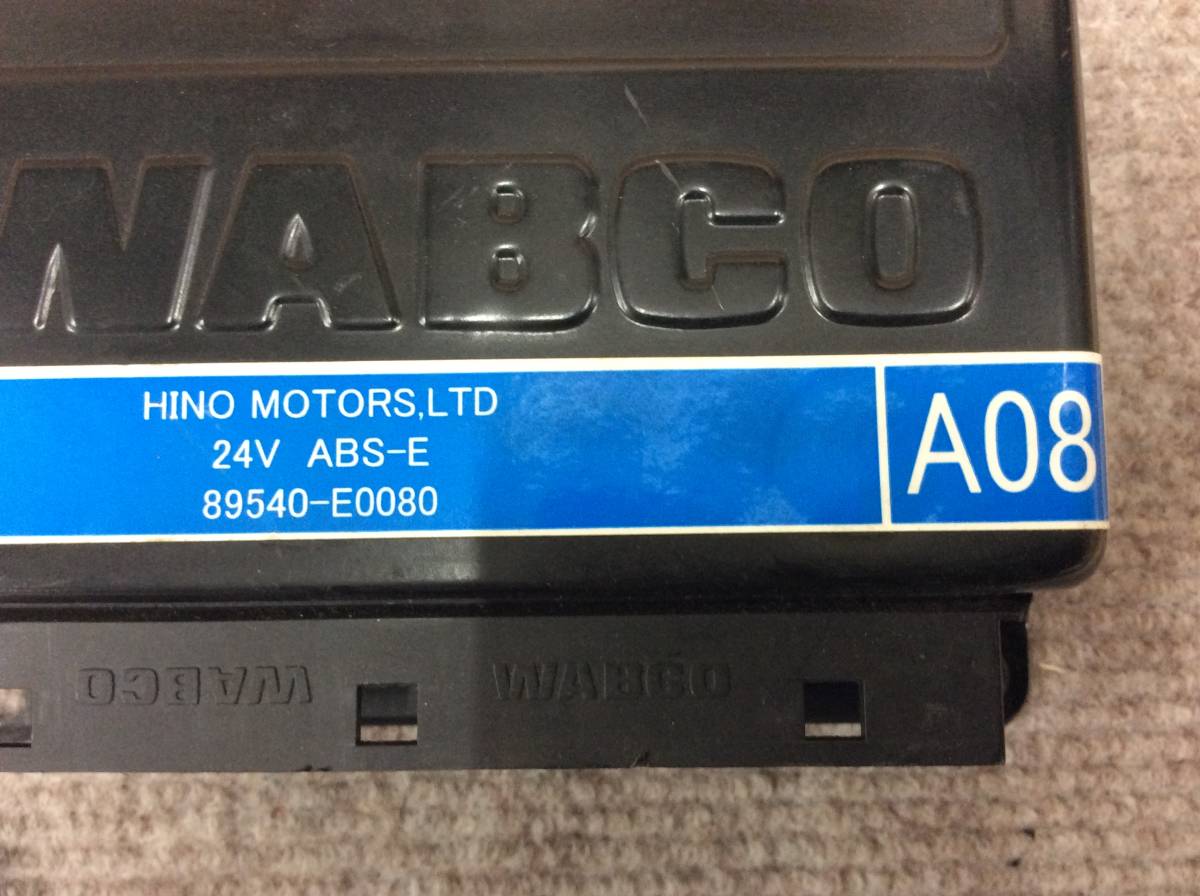 WABCO
HINO MOTORS,LTD
24V ABS-E
89540-E0080
A08
WABCO WABCO